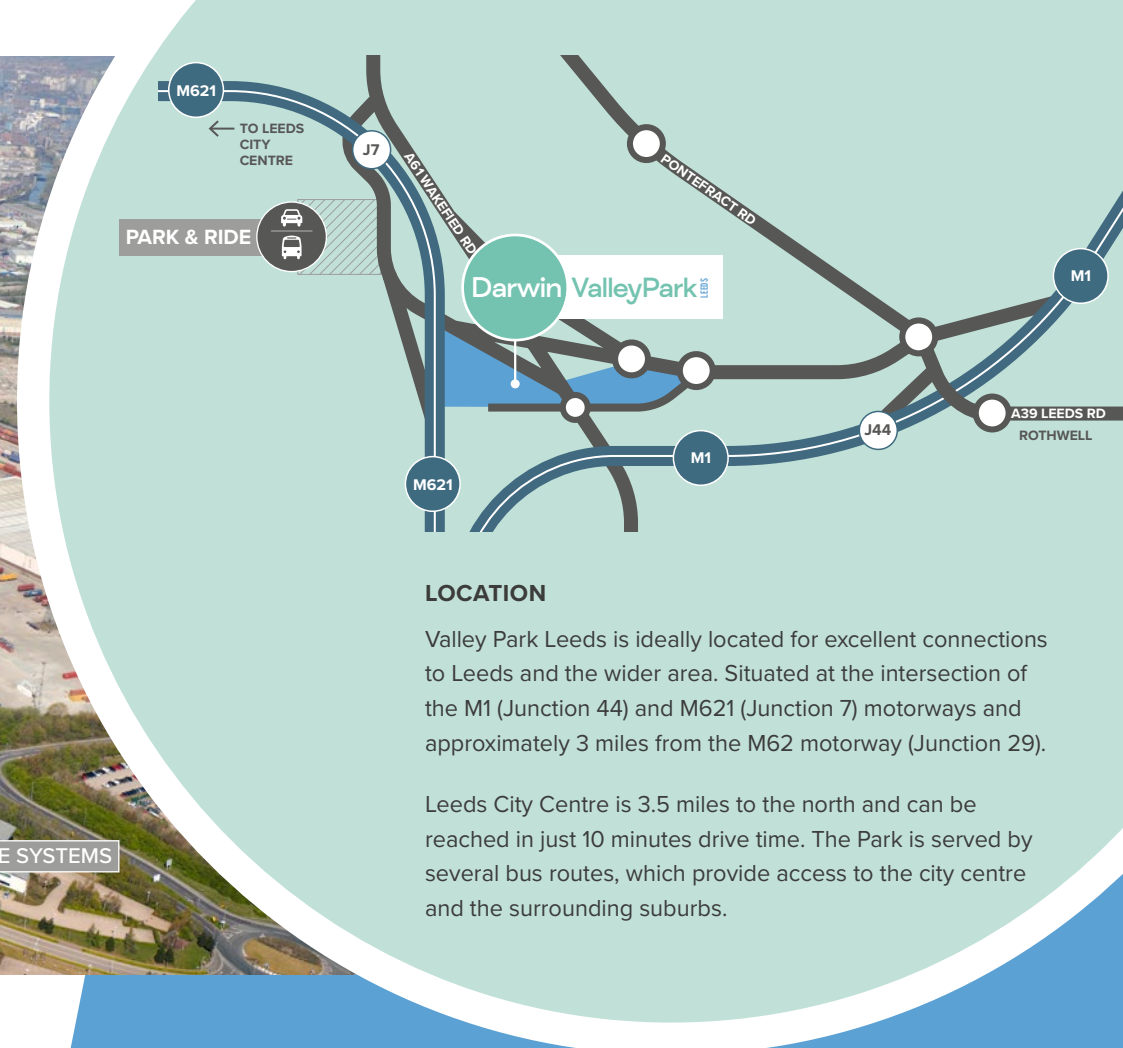 M621
TO LEEDS
CITY
CENTRE
J7
A61 WAKEFIED RD
PONTEFRACT RD
PARK & RIDE
Darwin
ValleyPark
LEEDS
M1
J44
A39 LEEDS RD
ROTHWELL
M1
M621
LOCATION
Valley Park Leeds is ideally located for excellent connections
to Leeds and the wider area. Situated at the intersection of
the M1 (Junction 44) and M621 (Junction 7) motorways and
approximately 3 miles from the M62 motorway (Junction 29).
Leeds City Centre is 3.5 miles to the north and can be
reached in just 10 minutes drive time. The Park is served by
several bus routes, which provide access to the city centre
and the surrounding suburbs.
E SYSTEMS